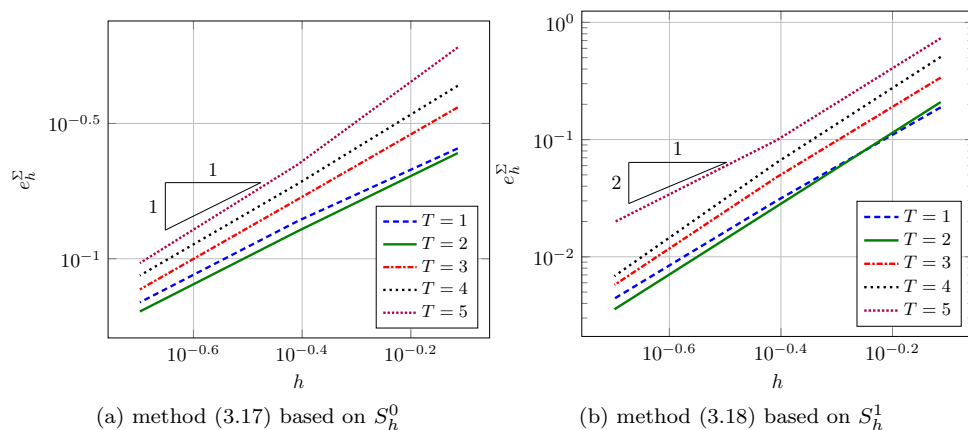 10^{-0.5}
10^{-1}
e_h^Σ
1
1
T = 1
T = 2
T = 3
T = 4
T = 5
10^{-0.6}
10^{-0.4}
10^{-0.2}
h
(a) method (3.17) based on S_h^0
10^0
10^{-1}
10^{-2}
e_h^Σ
1
2
T = 1
T = 2
T = 3
T = 4
T = 5
10^{-0.6}
10^{-0.4}
10^{-0.2}
h
(b) method (3.18) based on S_h^1